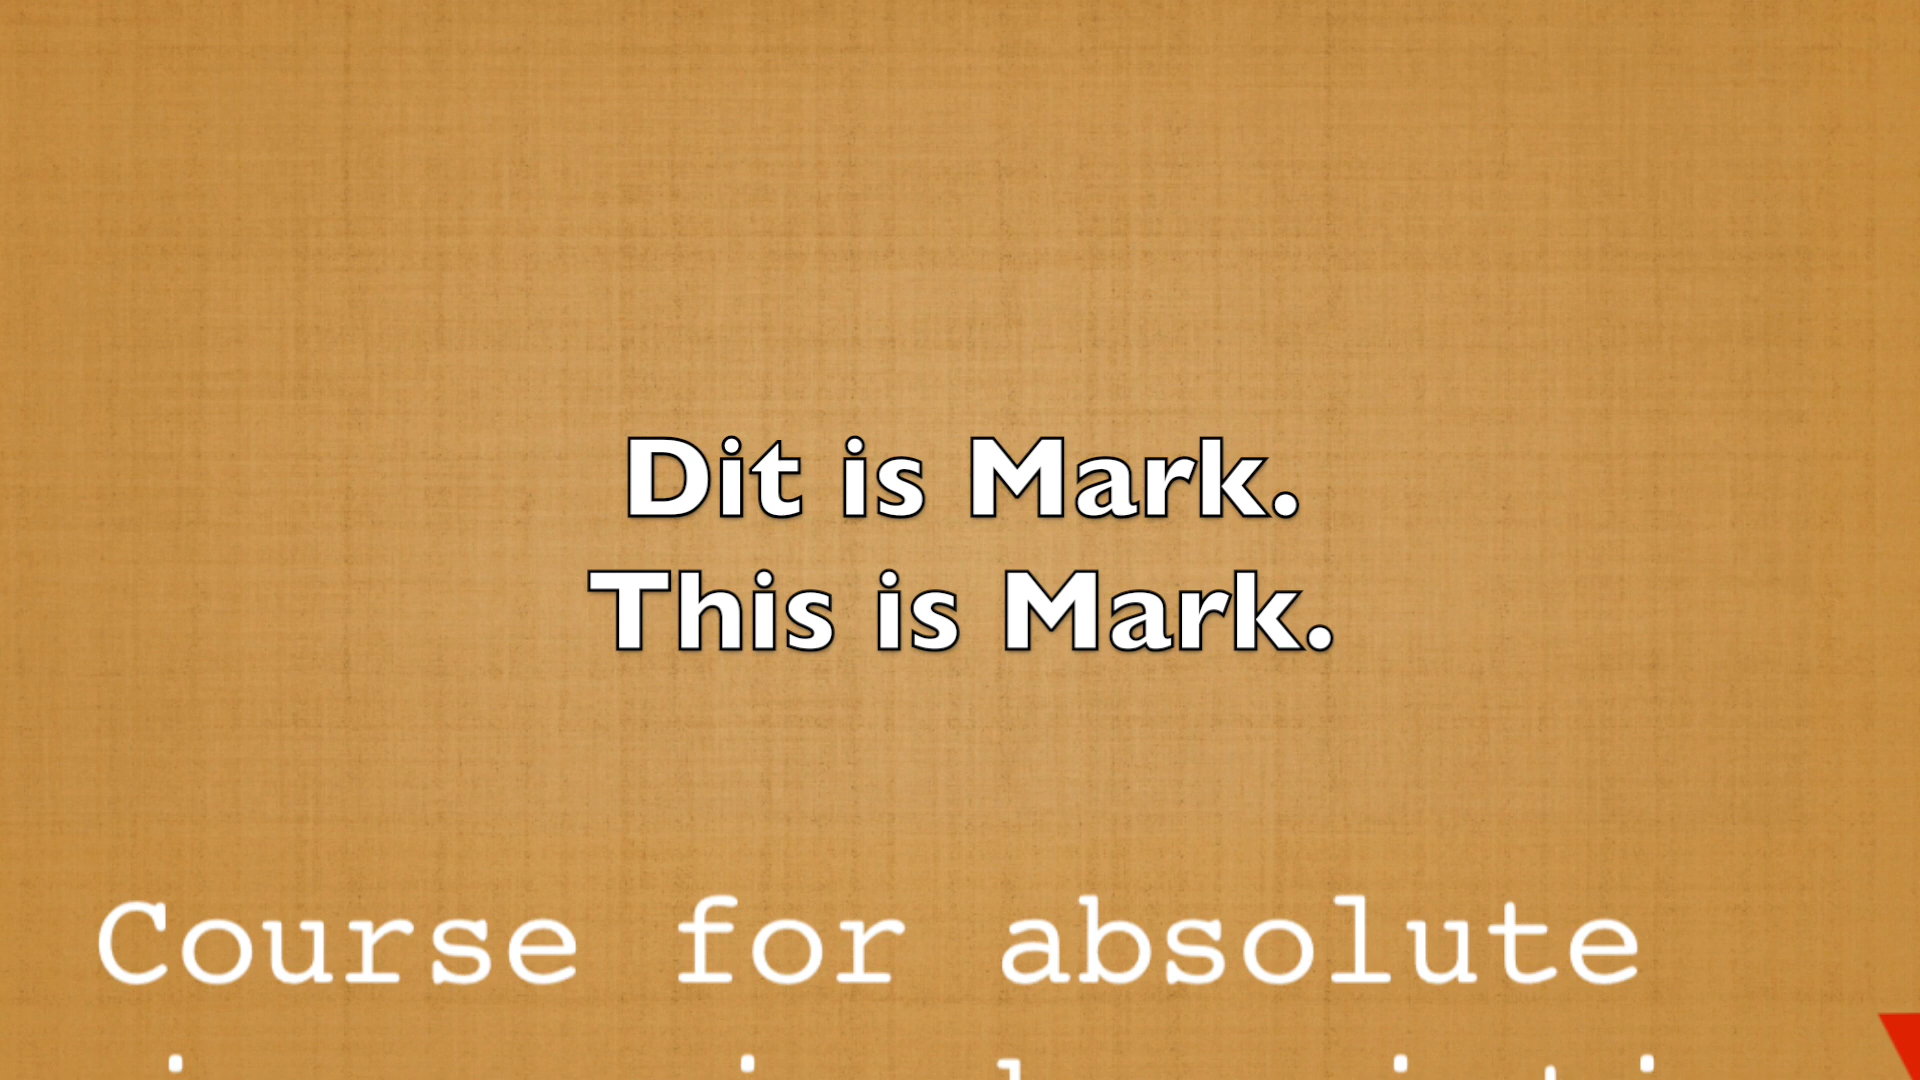 Dit is Mark.
This is Mark.
Course for absolute